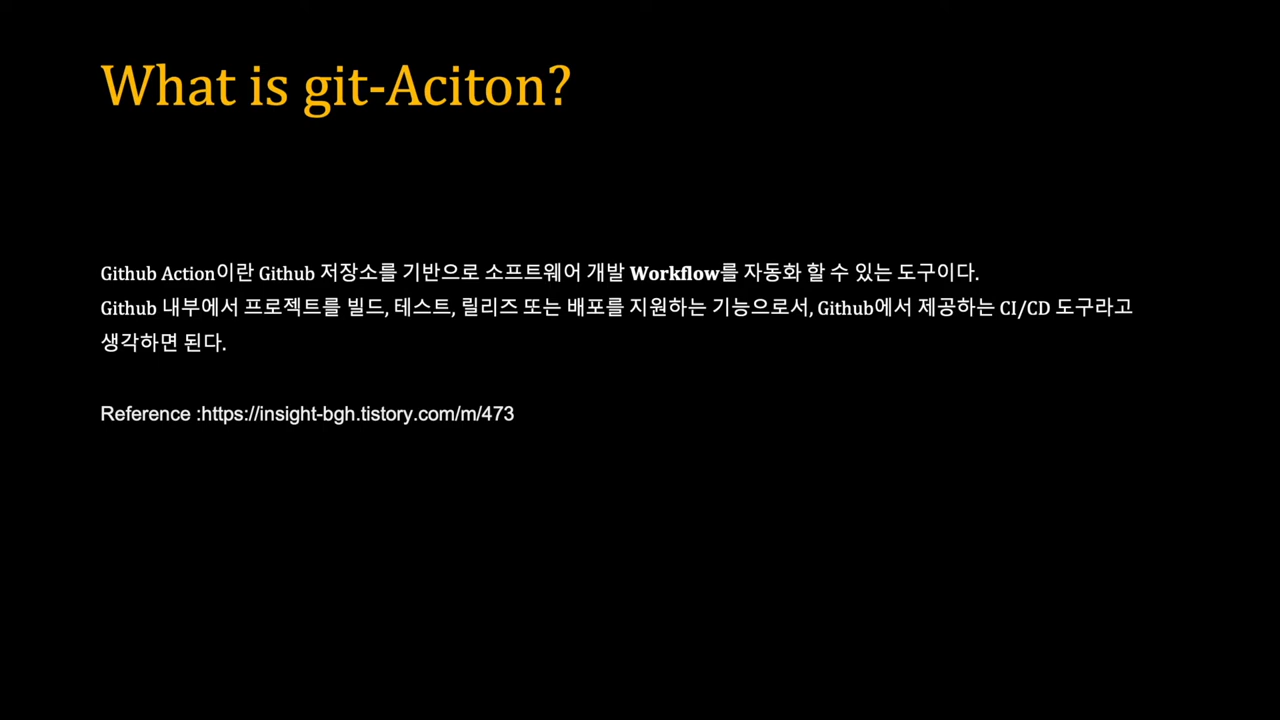 What is git-Aciton?
Github Action이란 Github 저장소를 기반으로 소프트웨어 개발 Workflow를 자동화 할 수 있는 도구이다.
Github 내부에서 프로젝트를 빌드, 테스트, 릴리즈 또는 배포를 지원하는 기능으로서, Github에서 제공하는 CI/CD 도구라고
생각하면 된다.
Reference :https://insight-bgh.tistory.com/m/473